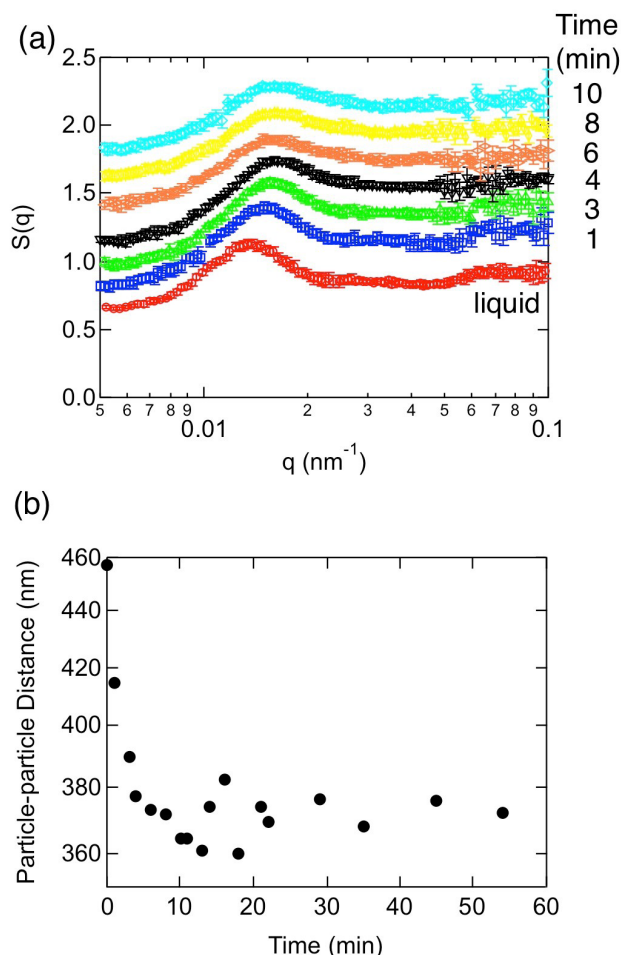 (a)
Time
(min)
2.5
10
8
2.0
6
1.5
4
3
S(q)
1
1.0
liquid
0.5
0.0
5 6 7 8 9 2 3 4 5 6 7 8 9
0.01 0.1
q (nm⁻¹)
(b)
460
440
420
400
380
360
Particle-particle Distance (nm)
0 10 20 30 40 50 60
Time (min)